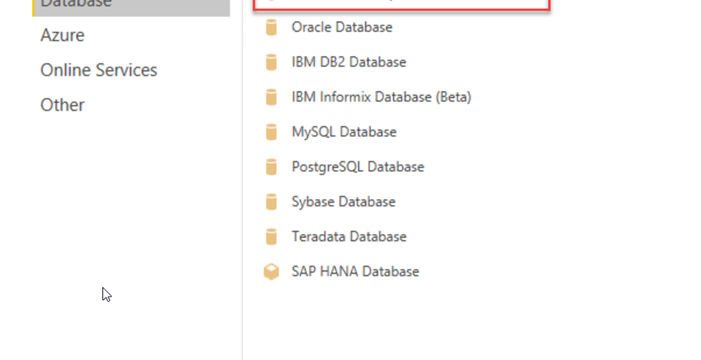 Database
Azure
Online Services
Other
Oracle Database
IBM DB2 Database
IBM Informix Database (Beta)
MySQL Database
PostgreSQL Database
Sybase Database
Teradata Database
SAP HANA Database